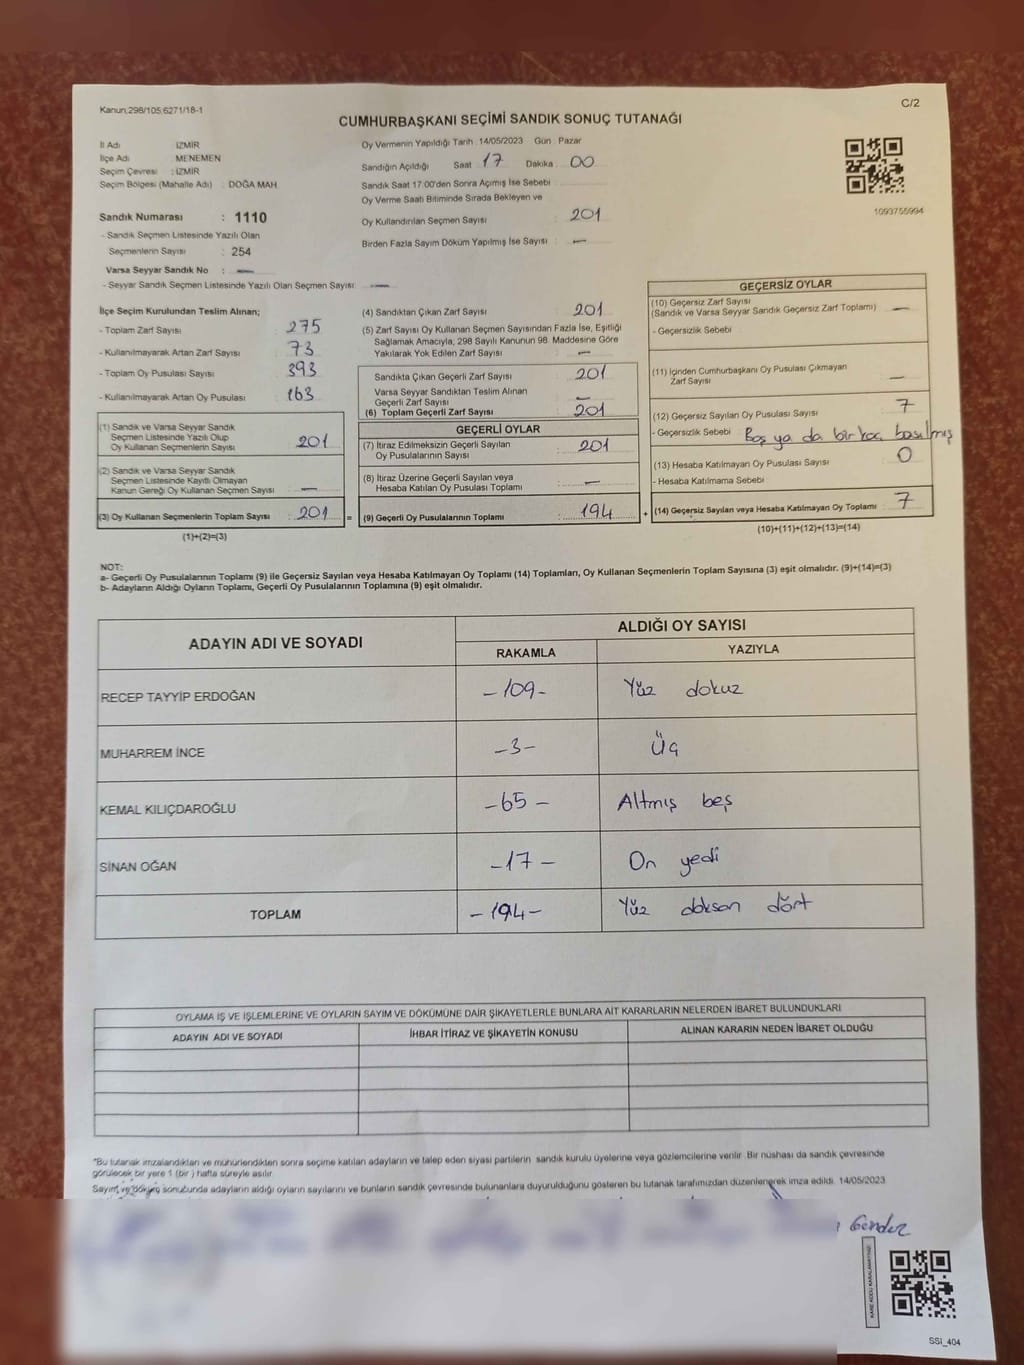 Kanun;298/105;6271/18-1
C/2
CUMHURBAŞKANI SEÇİMİ SANDIK SONUÇ TUTANAĞI
İl Adı İZMİR
İlçe Adı MENEMEN
Seçim Çevresi : İZMİR
Seçim Bölgesi (Mahalle Adı) : DOĞA MAH.
Sandık Numarası : 1110
- Sandık Seçmen Listesinde Yazılı Olan
Seçmenlerin Sayısı : 254
Varsa Seyyar Sandık No : —
- Seyyar Sandık Seçmen Listesinde Yazılı Olan Seçmen Sayısı : —
Oy Vermenin Yapıldığı Tarih : 14/05/2023 Gün : Pazar
Sandığın Açıldığı Saat 17 Dakika 00
Sandık Saat 17.00'den Sonra Açımış İse Sebebi
Oy Verme Saati Bitiminde Sırada Bekleyen ve
Oy Kullandırılan Seçmen Sayısı : 201
Birden Fazla Sayım Döküm Yapılmış İse Sayısı : —
1093755994
İlçe Seçim Kurulundan Teslim Alınan;
- Toplam Zarf Sayısı : 275
- Kullanılmayarak Artan Zarf Sayısı : 73
- Toplam Oy Pusulası Sayısı : 393
- Kullanılmayarak Artan Oy Pusulası : 163
(1) Sandık ve Varsa Seyyar Sandık
Seçmen Listesinde Yazılı Olup
Oy Kullanan Seçmenlerin Sayısı : 201
(2) Sandık ve Varsa Seyyar Sandık
Seçmen Listesinde Kayıtlı Olmayan
Kanun Gereği Oy Kullanan Seçmen Sayısı : —
(3) Oy Kullanan Seçmenlerin Toplam Sayısı : 201 =
(1)+(2)=(3)
(4) Sandıktan Çıkan Zarf Sayısı : 201
(5) Zarf Sayısı Oy Kullanan Seçmen Sayısından Fazla İse, Eşitliği
Sağlamak Amacıyla, 298 Sayılı Kanunun 98. Maddesine Göre
Yakılarak Yok Edilen Zarf Sayısı : —
Sandıkta Çıkan Geçerli Zarf Sayısı : 201
Varsa Seyyar Sandıktan Teslim Alınan
Geçerli Zarf Sayısı : —
(6) Toplam Geçerli Zarf Sayısı : 201
GEÇERLİ OYLAR
(7) İtiraz Edilmeksizin Geçerli Sayılan
Oy Pusulalarının Sayısı : 201
(8) İtiraz Üzerine Geçerli Sayılan veya
Hesaba Katılan Oy Pusulası Toplamı : —
(9) Geçerli Oy Pusulalarının Toplamı : 194 +
GEÇERSİZ OYLAR
(10) Geçersiz Zarf Sayısı
(Sandık ve Varsa Seyyar Sandık Geçersiz Zarf Toplamı) : —
- Geçersizlik Sebebi
(11) İçinden Cumhurbaşkanı Oy Pusulası Çıkmayan
Zarf Sayısı : —
(12) Geçersiz Sayılan Oy Pusulası Sayısı : 7
- Geçersizlik Sebebi : Boş ya da birkaç basılmış
(13) Hesaba Katılmayan Oy Pusulası Sayısı : 0
- Hesaba Katılmama Sebebi
(14) Geçersiz Sayılan veya Hesaba Katılmayan Oy Toplamı : 7
(10)+(11)+(12)+(13)=(14)
NOT:
a- Geçerli Oy Pusulalarının Toplamı (9) ile Geçersiz Sayılan veya Hesaba Katılmayan Oy Toplamı (14) Toplamları, Oy Kullanan Seçmenlerin Toplam Sayısına (3) eşit olmalıdır. (9)+(14)=(3)
b- Adayların Aldığı Oyların Toplamı, Geçerli Oy Pusulalarının Toplamına (9) eşit olmalıdır.
ADAYIN ADI VE SOYADI
ALDIĞI OY SAYISI
RAKAMLA YAZIYLA
RECEP TAYYİP ERDOĞAN -109- Yüz dokuz
MUHARREM İNCE -3- Üç
KEMAL KILIÇDAROĞLU -65- Altmış beş
SİNAN OĞAN -17- On yedi
TOPLAM -194- Yüz doksan dört
OYLAMA İŞ VE İŞLEMLERİNE VE OYLARIN SAYIM VE DÖKÜMÜNE DAİR ŞİKAYETLERLE BUNLARA AİT KARARLARIN NELERDEN İBARET BULUNDUKLARI
ADAYIN ADI VE SOYADI İHBAR İTİRAZ VE ŞİKAYETİN KONUSU ALINAN KARARIN NEDEN İBARET OLDUĞU
*Bu tutanak imzalandıktan ve mühürlendikten sonra seçime katılan adayların ve talep eden siyasi partilerin sandık kurulu üyelerine veya gözlemcilerine verilir. Bir nüshası da sandık çevresinde
görülecek bir yere 1 (bir) hafta süreyle asılır.
Sayım ve döküm sonubunda adayların aldığı oyların sayılarını ve bunların sandık çevresinde bulunanlara duyurulduğunu gösteren bu tutanak tarafımızdan düzenlenerek imza edildi. 14/05/2023
SSİ_404